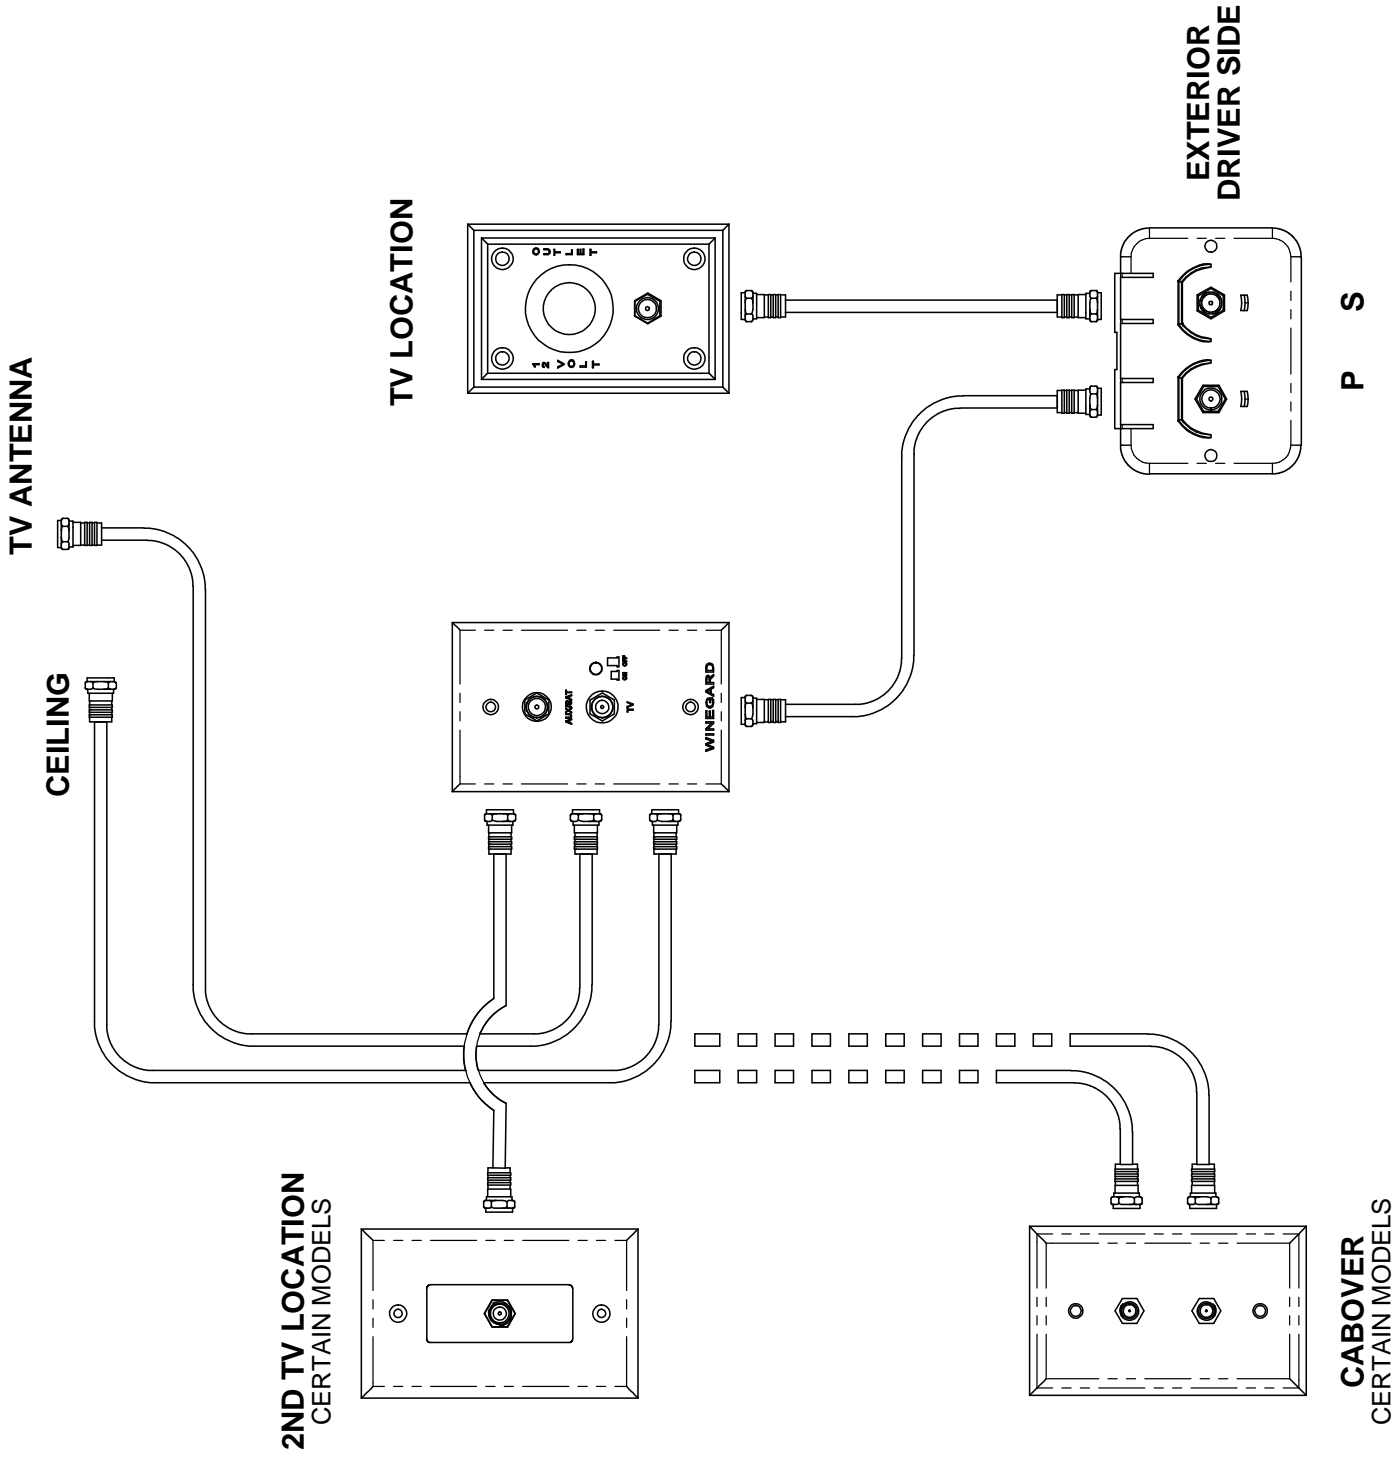 TV ANTENNA
CEILING
TV LOCATION
12 VOLT
OUTLET
AUX/SAT
TV
ON
OFF
WINEGARD
EXTERIOR
DRIVER SIDE
P
S
2ND TV LOCATION
CERTAIN MODELS
CABOVER
CERTAIN MODELS